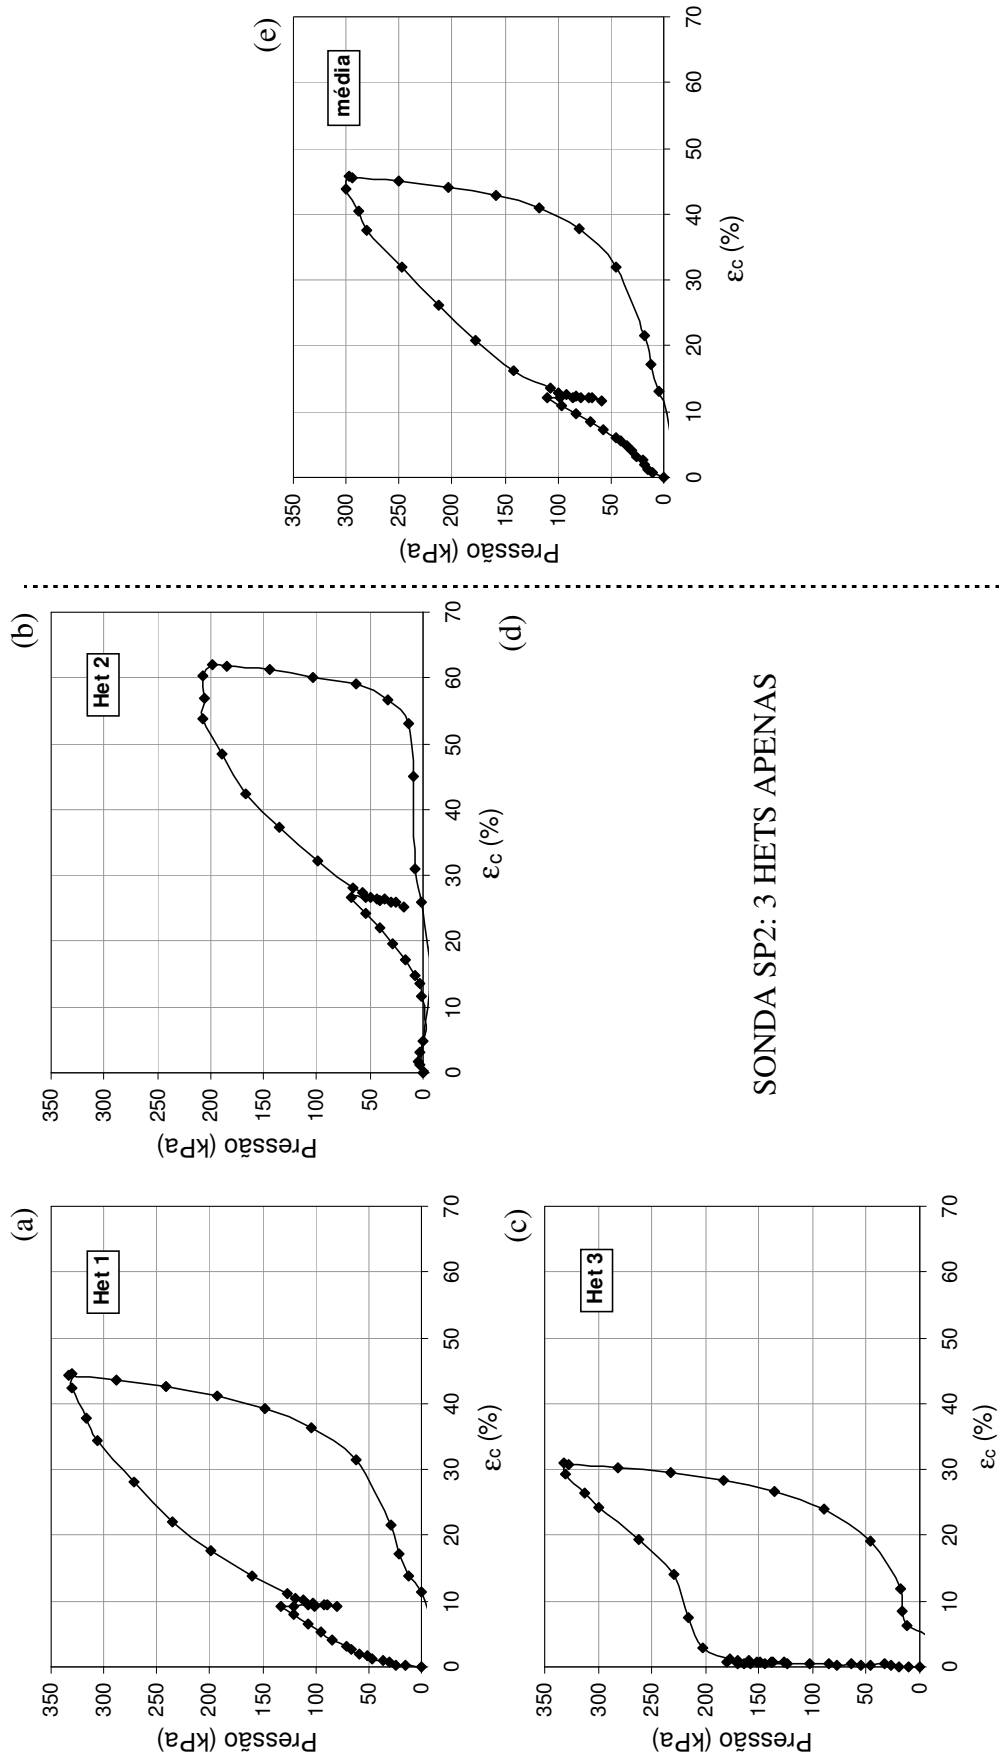 (a)
Het 1
350
300
250
200
150
100
50
0
Pressão (kPa)
0 10 20 30 40 50 60 70
εc (%)
(b)
Het 2
350
300
250
200
150
100
50
0
Pressão (kPa)
0 10 20 30 40 50 60 70
εc (%)
(c)
Het 3
350
300
250
200
150
100
50
0
Pressão (kPa)
0 10 20 30 40 50 60 70
εc (%)
(d)
SONDA SP2: 3 HETS APENAS
(e)
média
350
300
250
200
150
100
50
0
Pressão (kPa)
0 10 20 30 40 50 60 70
εc (%)